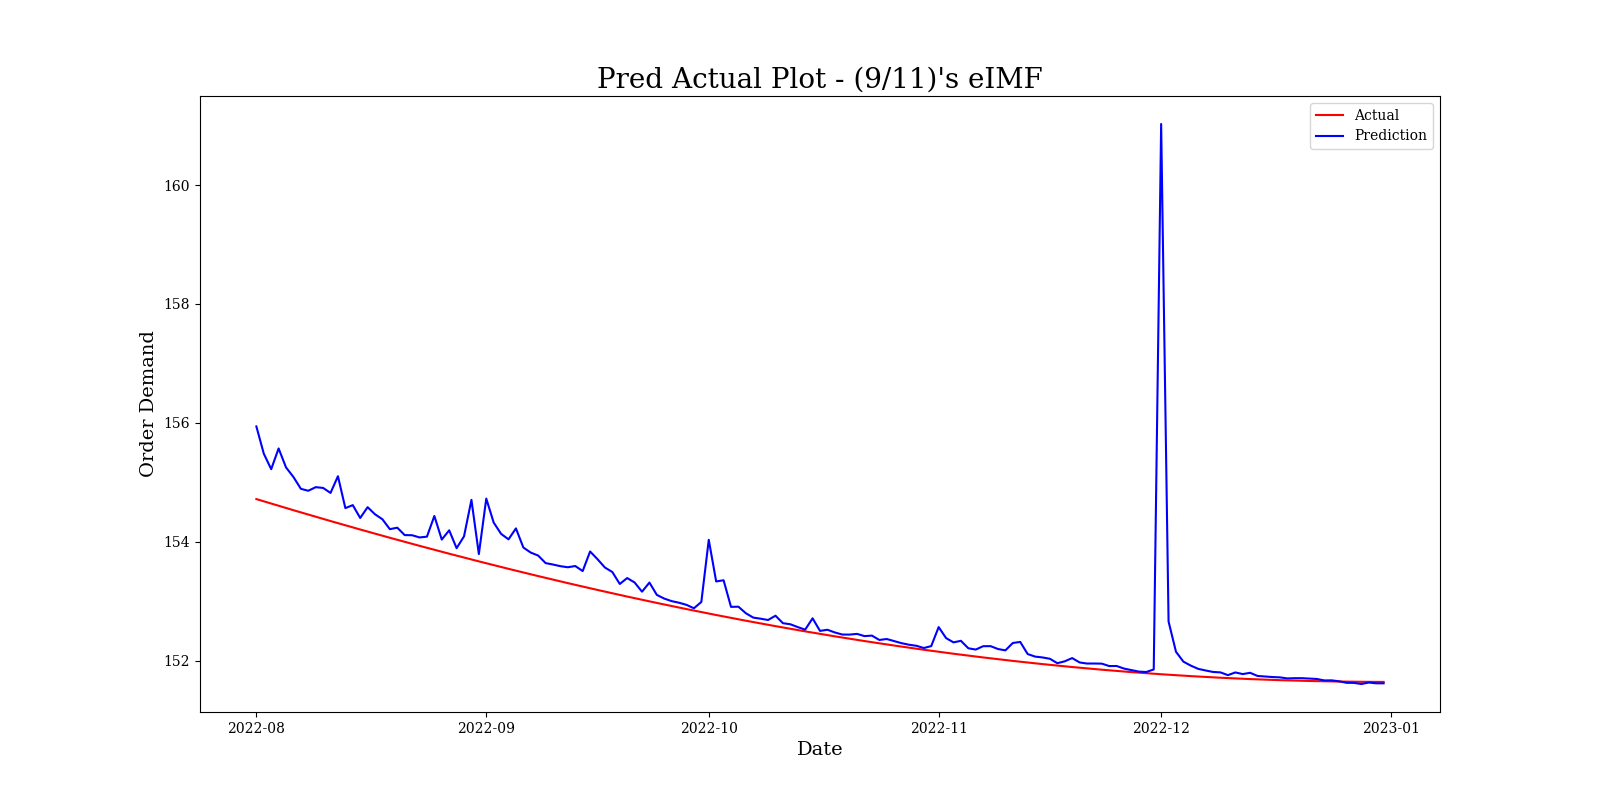 Pred Actual Plot - (9/11)'s eIMF
Actual
Prediction
160
158
156
154
152
Order Demand
2022-08
2022-09
2022-10
2022-11
2022-12
2023-01
Date